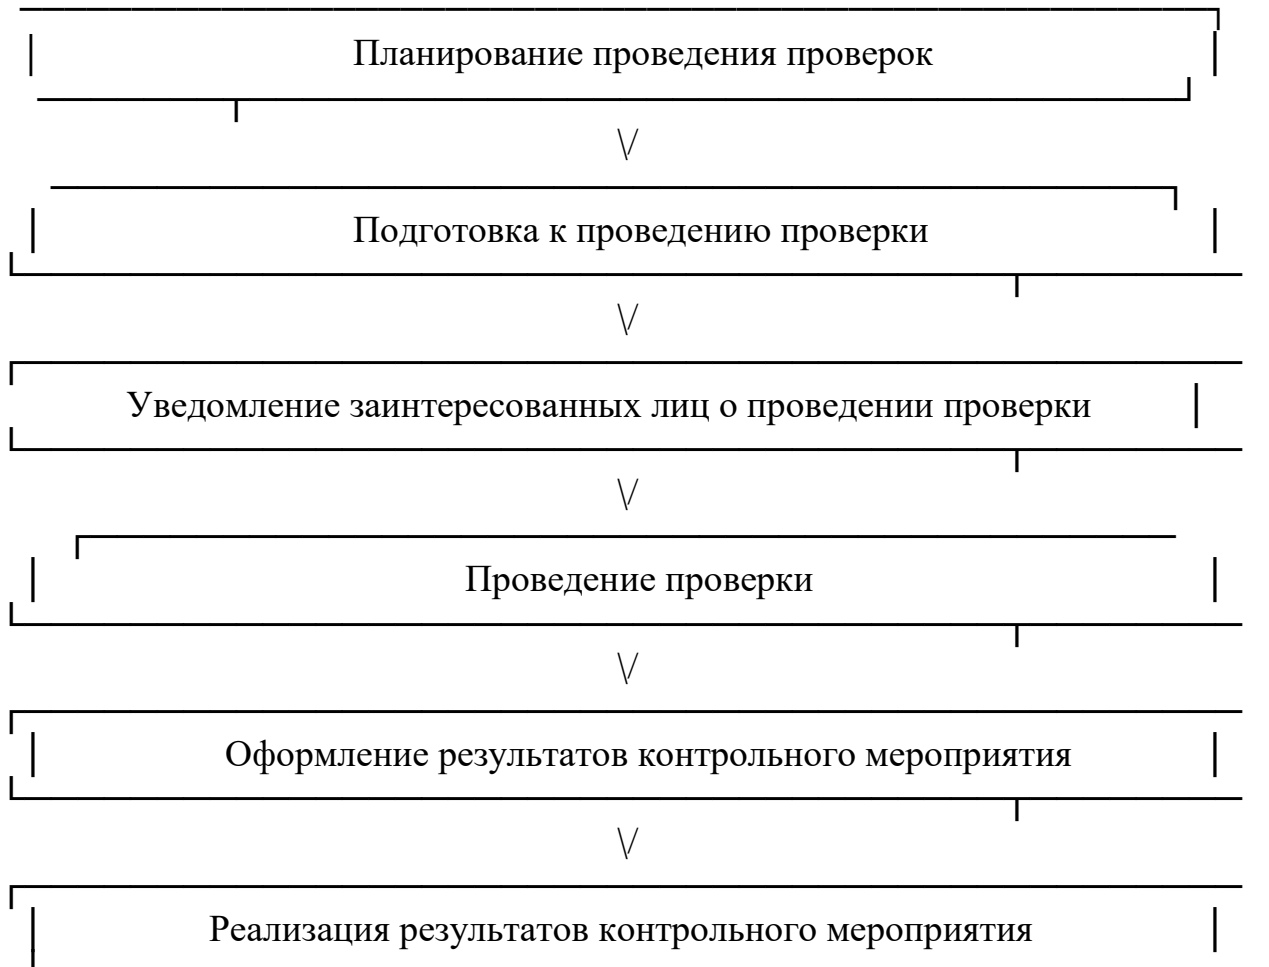 Планирование проведения проверок
\/
Подготовка к проведению проверки
\/
Уведомление заинтересованных лиц о проведении проверки
\/
Проведение проверки
\/
Оформление результатов контрольного мероприятия
\/
Реализация результатов контрольного мероприятия